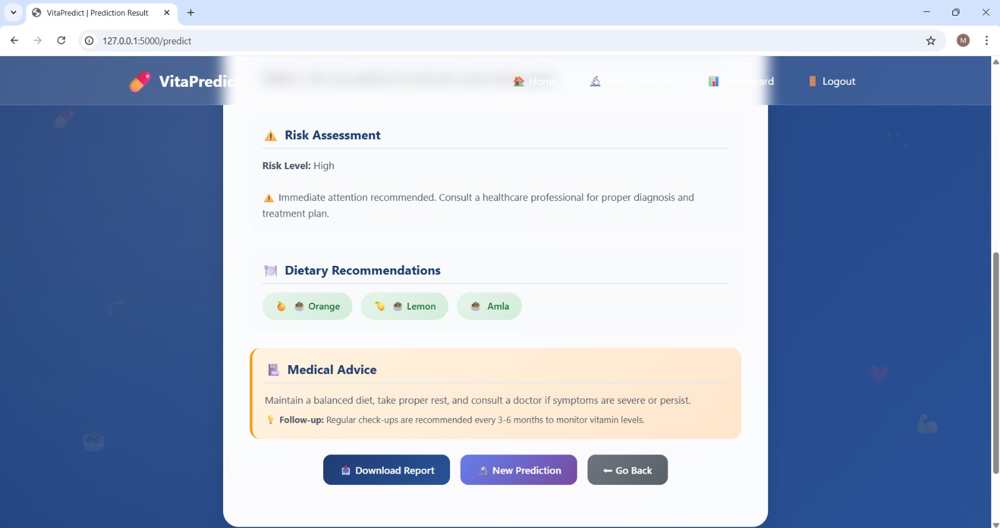 VitaPredict | Prediction Result
127.0.0.1:5000/predict
M
VitaPredict
Home
New Prediction
Dashboard
Logout
Risk Assessment
Risk Level: High
Immediate attention recommended. Consult a healthcare professional for proper diagnosis and
treatment plan.
Dietary Recommendations
Orange
Lemon
Amla
Medical Advice
Maintain a balanced diet, take proper rest, and consult a doctor if symptoms are severe or persist.
Follow-up: Regular check-ups are recommended every 3-6 months to monitor vitamin levels.
Download Report
New Prediction
Go Back